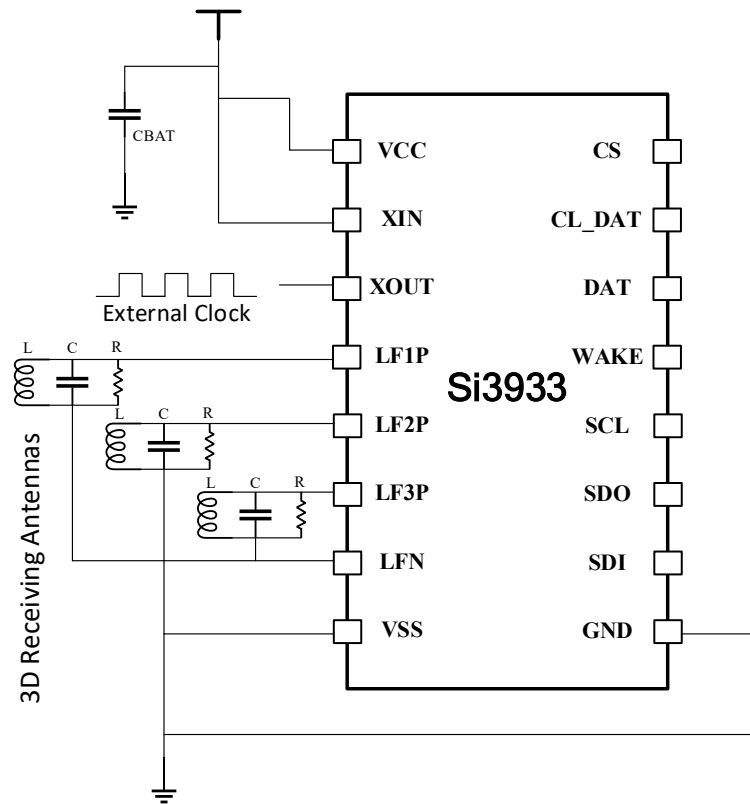 CBAT
VCC
CS
XIN
CL_DAT
XOUT
DAT
External Clock
L C R
LF1P
WAKE
Si3933
L C R
LF2P
SCL
L C R
LF3P
SDO
3D Receiving Antennas
LFN
SDI
VSS
GND